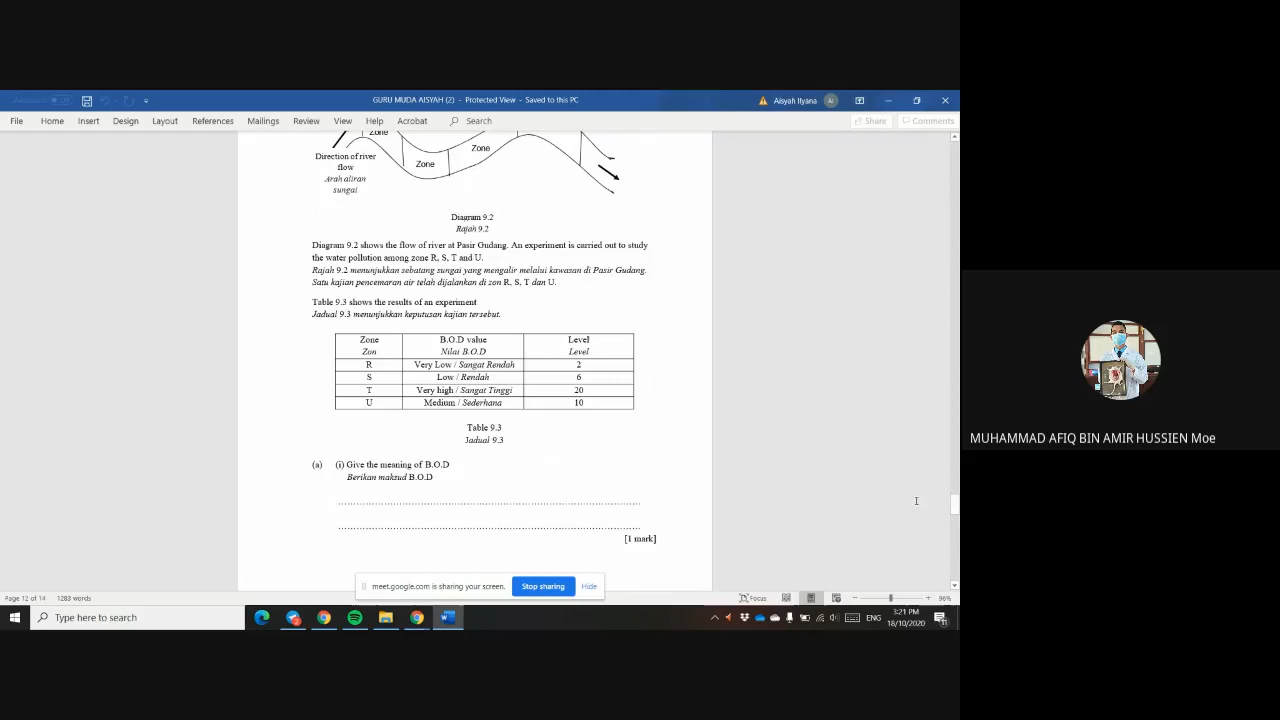 GURU MUDA AISYAH (2) - Protected View - Saved to this PC
Aisyah Ilyana
AI
File Home Insert Design Layout References Mailings Review View Help Acrobat Search
Share Comments
Zone
Zone
Zone
Direction of river
flow
Arah aliran
sungai
Diagram 9.2
Rajah 9.2
Diagram 9.2 shows the flow of river at Pasir Gudang. An experiment is carried out to study
the water pollution among zone R, S, T and U.
Rajah 9.2 menunjukkan sebatang sungai yang mengalir melalui kawasan di Pasir Gudang.
Satu kajian pencemaran air telah dijalankan di zon R, S, T dan U.
Table 9.3 shows the results of an experiment
Jadual 9.3 menunjukkan keputusan kajian tersebut.
Zone B.O.D value Level
Zon Nilai B.O.D Level
R Very Low / Sangat Rendah 2
S Low / Rendah 6
T Very high / Sangat Tinggi 20
U Medium / Sederhana 10
Table 9.3
Jadual 9.3
(a) (i) Give the meaning of B.O.D
Berikan maksud B.O.D
[1 mark]
meet.google.com is sharing your screen. Stop sharing Hide
Page 12 of 14 1283 words Focus 96%
Type here to search
ENG
3:21 PM
18/10/2020
MUHAMMAD AFIQ BIN AMIR HUSSIEN Moe